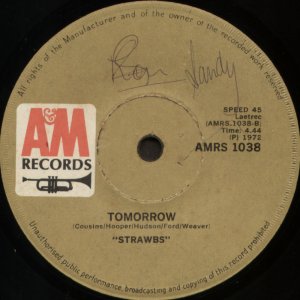 All rights of the Manufacturer and of the owner of the recorded work reserved.
Ron Sandy
SPEED 45
Laetrec
(AMRS.1038-B)
Time: 4.44
(P) 1972
AMRS 1038
A&M
RECORDS
TOMORROW
(Cousins/Hooper/Hudson/Ford/Weaver)
"STRAWBS"
Unauthorised public performance, broadcasting and copying of this record prohibited